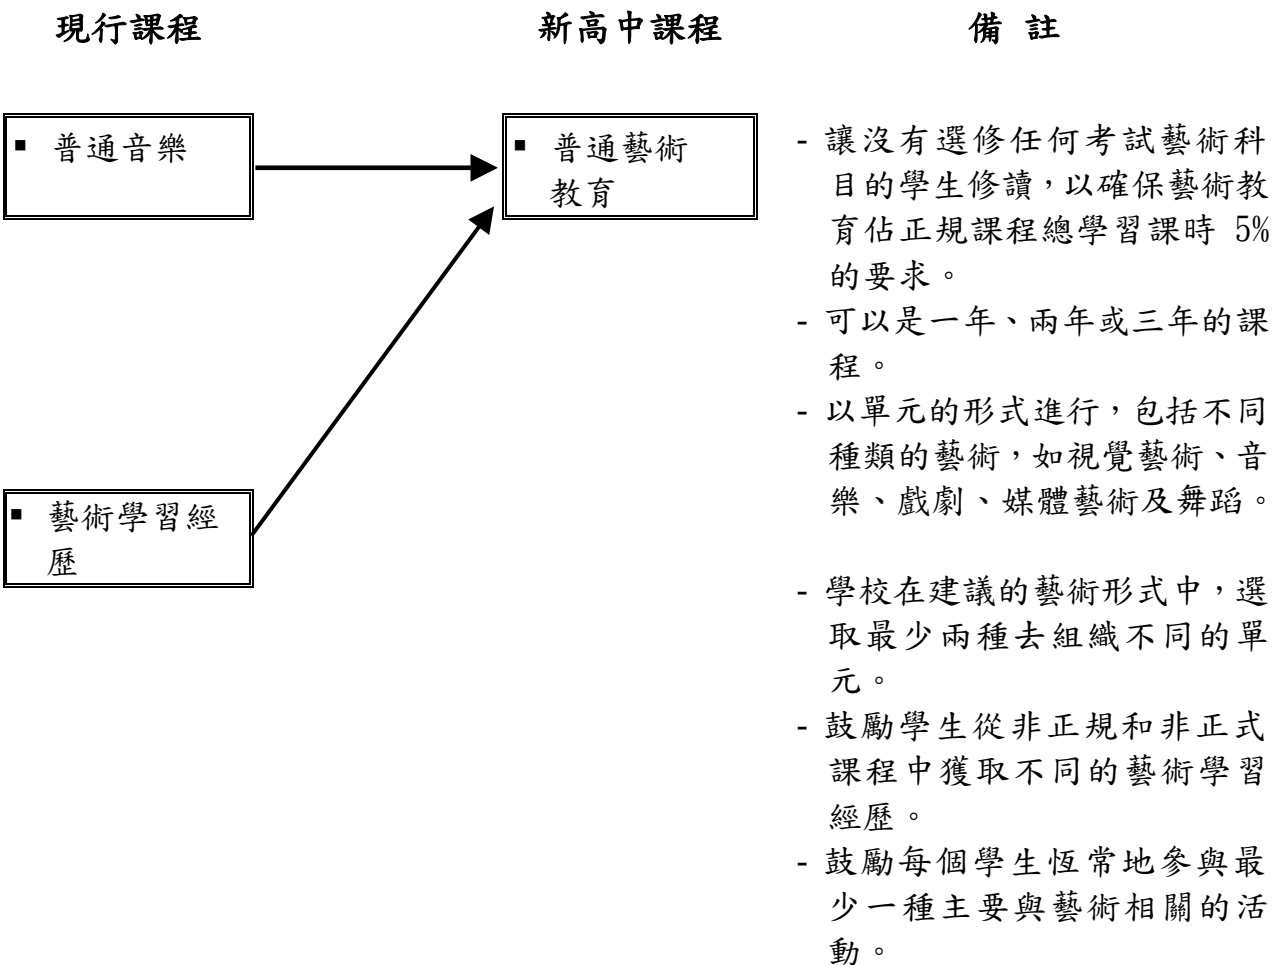 現行課程
新高中課程
備 註
▪ 普通音樂
▪ 普通藝術
教育
▪ 藝術學習經
歷
- 讓沒有選修任何考試藝術科
目的學生修讀，以確保藝術教
育佔正規課程總學習課時 5%
的要求。
- 可以是一年、兩年或三年的課
程。
- 以單元的形式進行，包括不同
種類的藝術，如視覺藝術、音
樂、戲劇、媒體藝術及舞蹈。
- 學校在建議的藝術形式中，選
取最少兩種去組織不同的單
元。
- 鼓勵學生從非正規和非正式
課程中獲取不同的藝術學習
經歷。
- 鼓勵每個學生恆常地參與最
少一種主要與藝術相關的活
動。